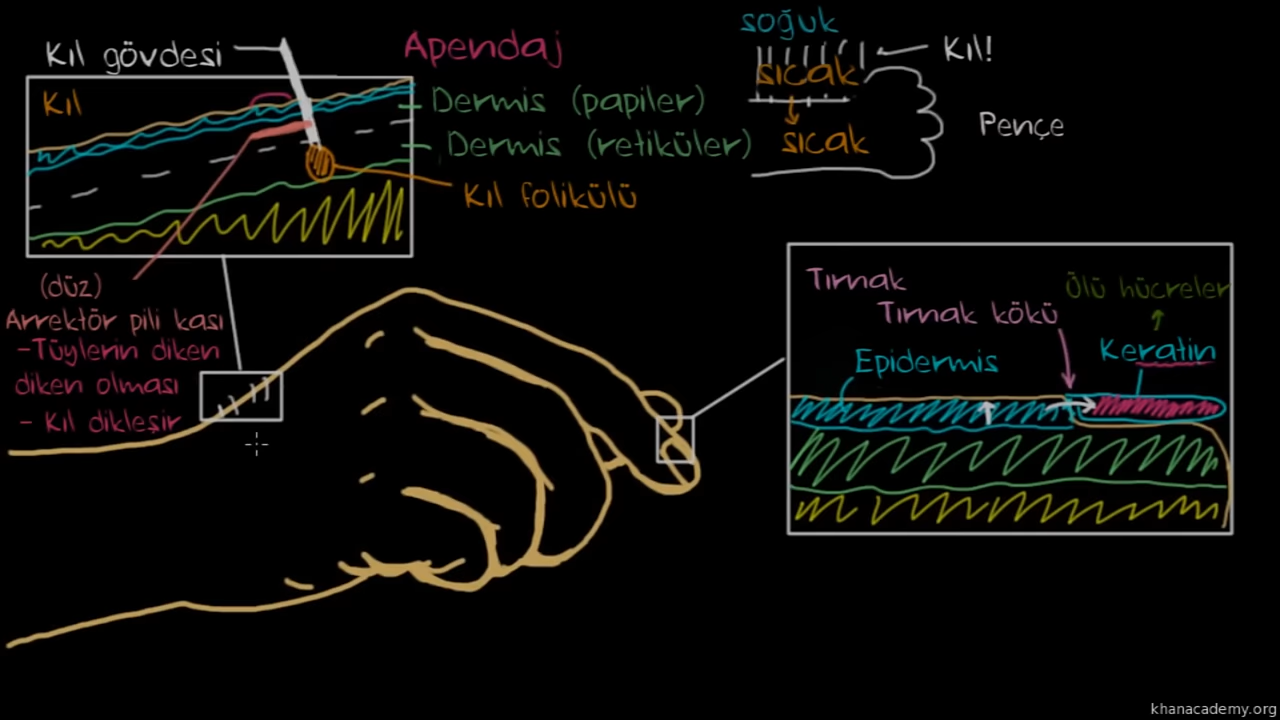 Kıl gövdesi
Kıl
Apendaj
Dermis (papiler)
Dermis (retiküler)
Kıl folikülü
soğuk
sıcak
sıcak
Kıl!
Pençe
(düz)
Arrektör pili kası
-Tüylerin diken
diken olması
- Kıl dikleşir
Tırnak
Tırnak kökü
Ölü hücreler
Epidermis
Keratin
khanacademy.org